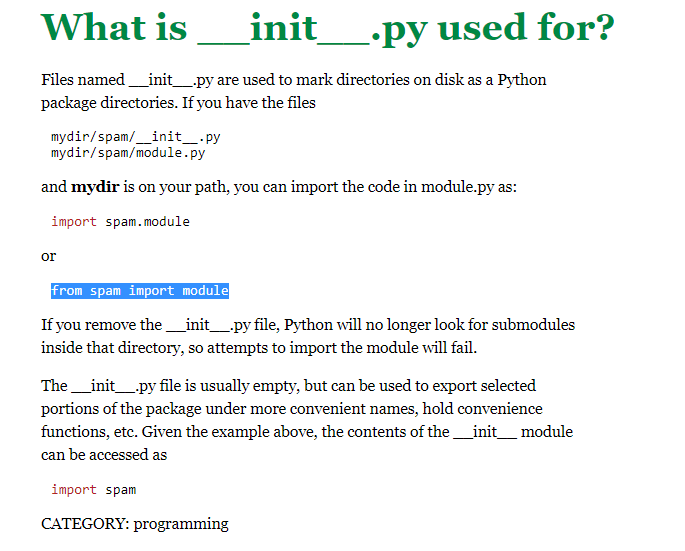 What is __init__.py used for?
Files named __init__.py are used to mark directories on disk as a Python
package directories. If you have the files
mydir/spam/__init__.py
mydir/spam/module.py
and mydir is on your path, you can import the code in module.py as:
import spam.module
or
from spam import module
If you remove the __init__.py file, Python will no longer look for submodules
inside that directory, so attempts to import the module will fail.
The __init__.py file is usually empty, but can be used to export selected
portions of the package under more convenient names, hold convenience
functions, etc. Given the example above, the contents of the __init__ module
can be accessed as
import spam
CATEGORY: programming